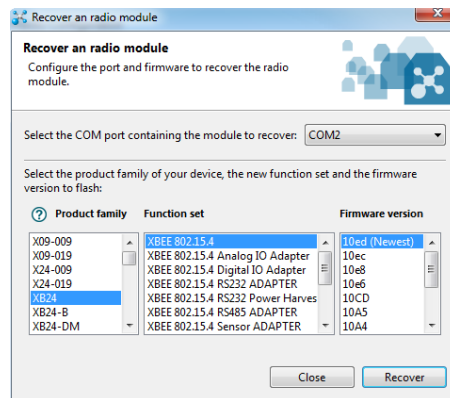 Recover an radio module
Recover an radio module
Configure the port and firmware to recover the radio
module.
Select the COM port containing the module to recover: COM2
Select the product family of your device, the new function set and the firmware
version to flash:
? Product family Function set Firmware version
X09-009 XBEE 802.15.4 10ed (Newest)
X09-019 XBEE 802.15.4 Analog IO Adapter 10ec
X24-009 XBEE 802.15.4 Digital IO Adapter 10e8
X24-019 XBEE 802.15.4 RS232 ADAPTER 10e6
XB24 XBEE 802.15.4 RS232 Power Harves 10CD
XB24-B XBEE 802.15.4 RS485 ADAPTER 10A5
XB24-DM XBEE 802.15.4 Sensor ADAPTER 10A4
Close Recover